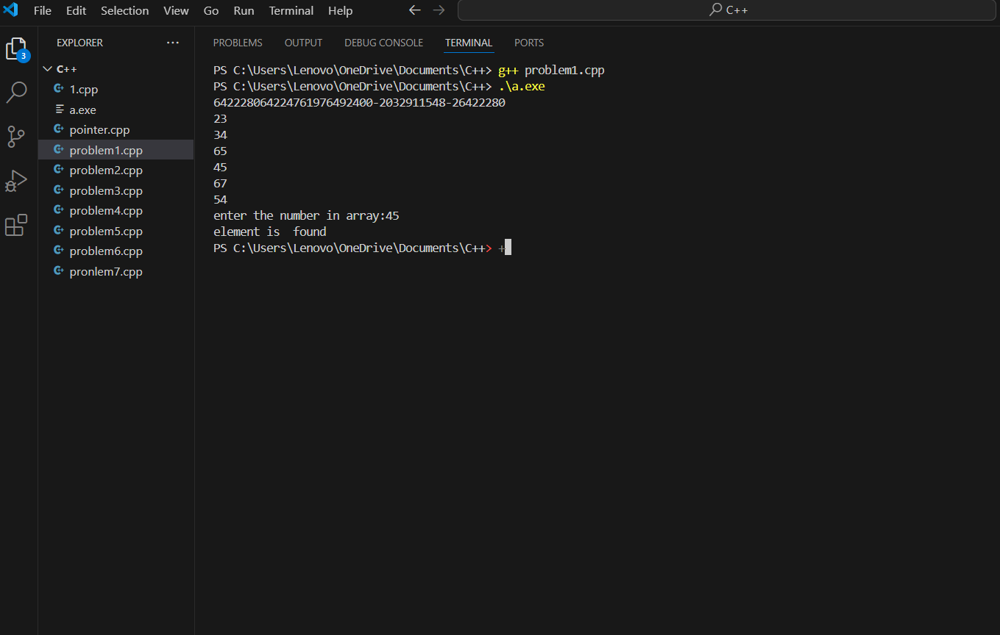 File Edit Selection View Go Run Terminal Help
C++
EXPLORER ...
PROBLEMS OUTPUT DEBUG CONSOLE TERMINAL PORTS
3
C++
1.cpp
a.exe
pointer.cpp
problem1.cpp
problem2.cpp
problem3.cpp
problem4.cpp
problem5.cpp
problem6.cpp
pronlem7.cpp
PS C:\Users\Lenovo\OneDrive\Documents\C++> g++ problem1.cpp
PS C:\Users\Lenovo\OneDrive\Documents\C++> .\a.exe
64222806422476197649240​0-2032911548-26422280
23
34
65
45
67
54
enter the number in array:45
element is  found
PS C:\Users\Lenovo\OneDrive\Documents\C++> +